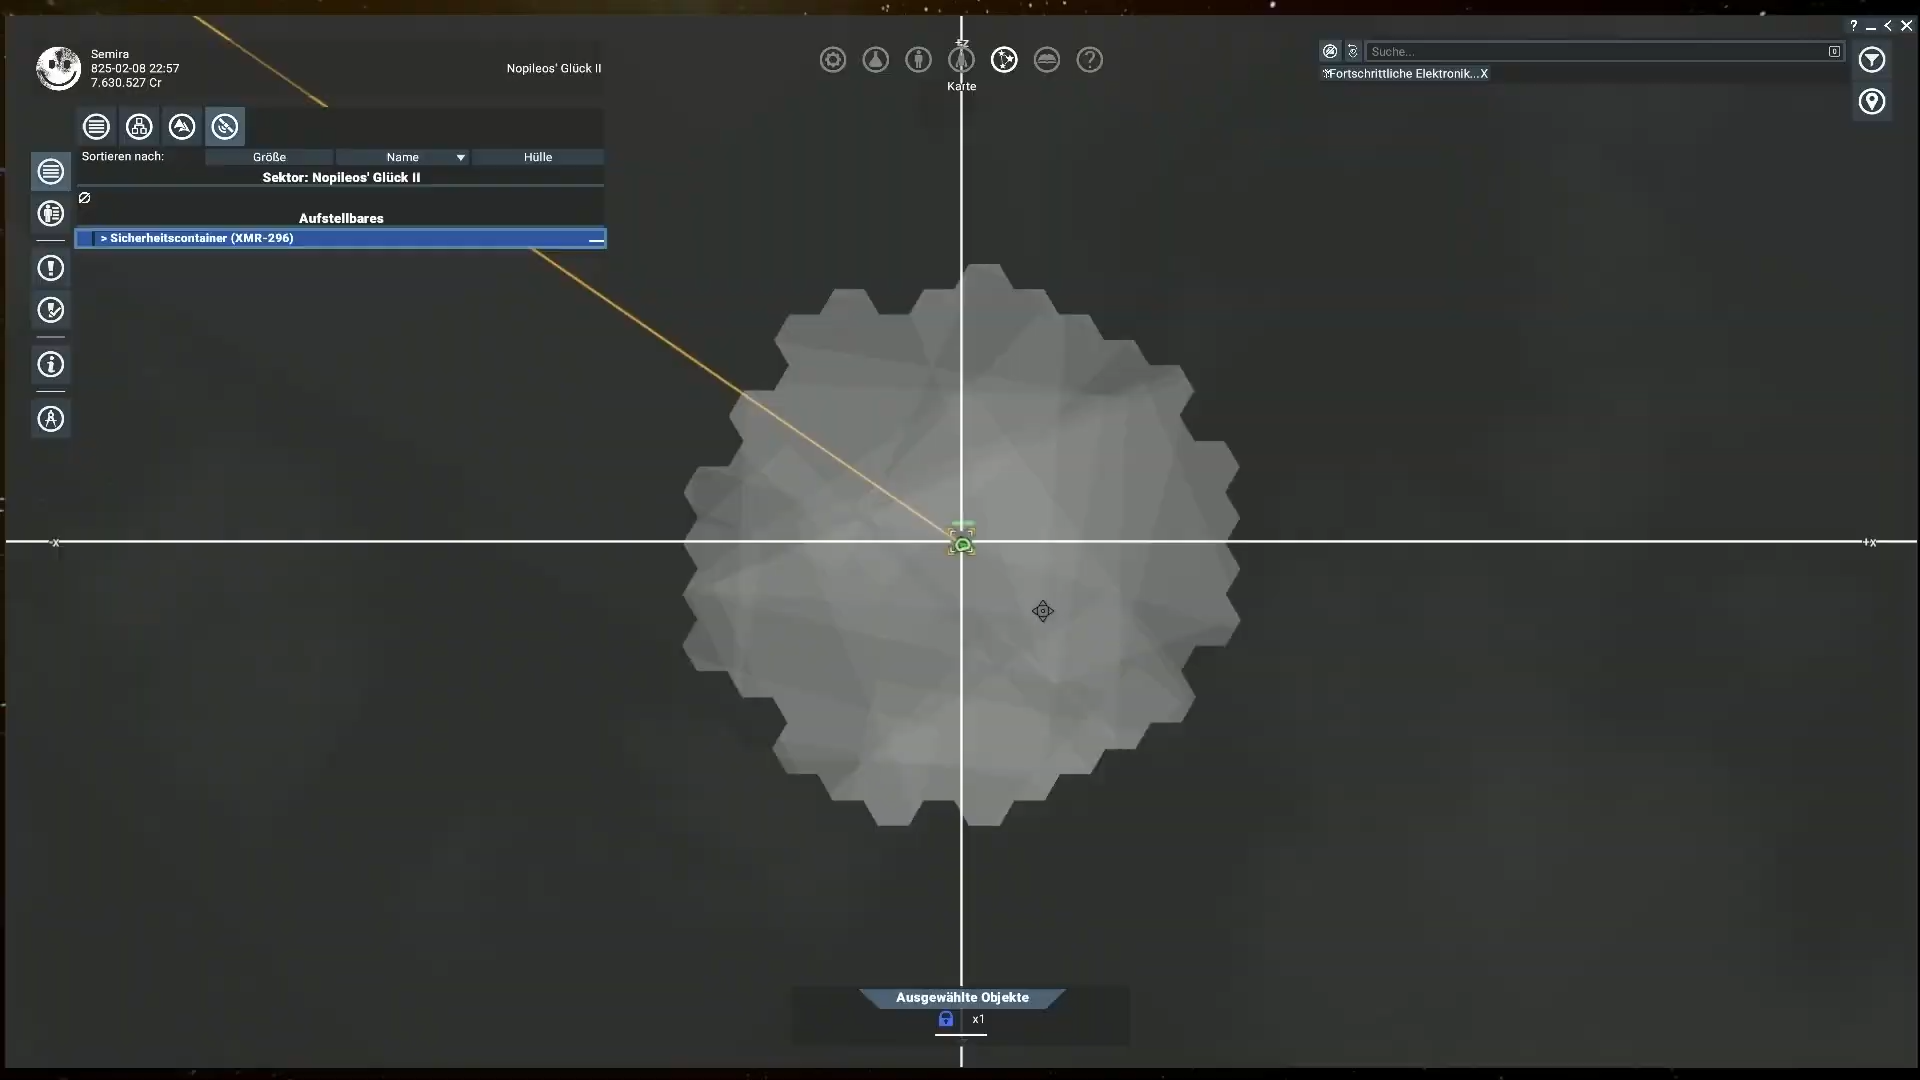 Semira
825-02-08 22:57
7.630.527 Cr
Nopileos' Glück II
+z
Karte
Suche...
Fortschrittliche Elektronik...X
Sortieren nach:
Größe
Name
Hülle
Sektor: Nopileos' Glück II
Aufstellbares
> Sicherheitscontainer (XMR-296)
-x
+x
Ausgewählte Objekte
x1